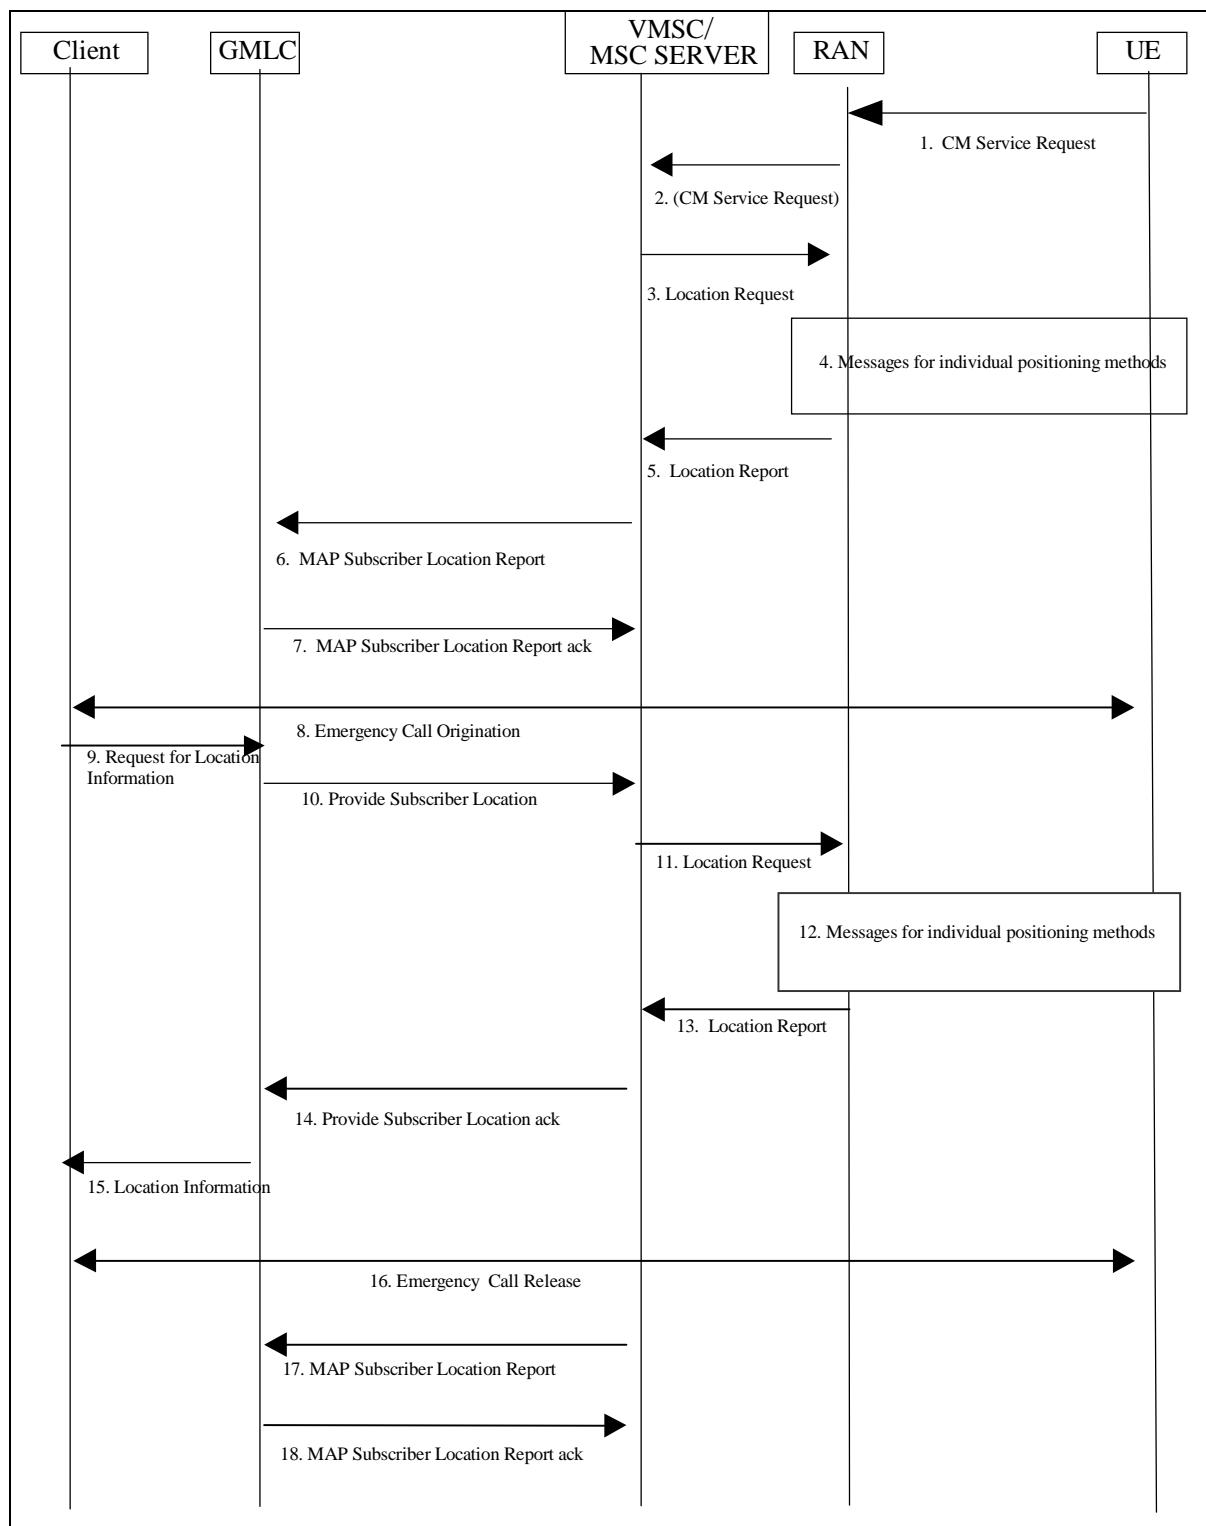 Client
GMLC
VMSC/
MSC SERVER
RAN
UE
1. CM Service Request
2. (CM Service Request)
3. Location Request
4. Messages for individual positioning methods
5. Location Report
6. MAP Subscriber Location Report
7. MAP Subscriber Location Report ack
8. Emergency Call Origination
9. Request for Location
Information
10. Provide Subscriber Location
11. Location Request
12. Messages for individual positioning methods
13. Location Report
14. Provide Subscriber Location ack
15. Location Information
16. Emergency Call Release
17. MAP Subscriber Location Report
18. MAP Subscriber Location Report ack